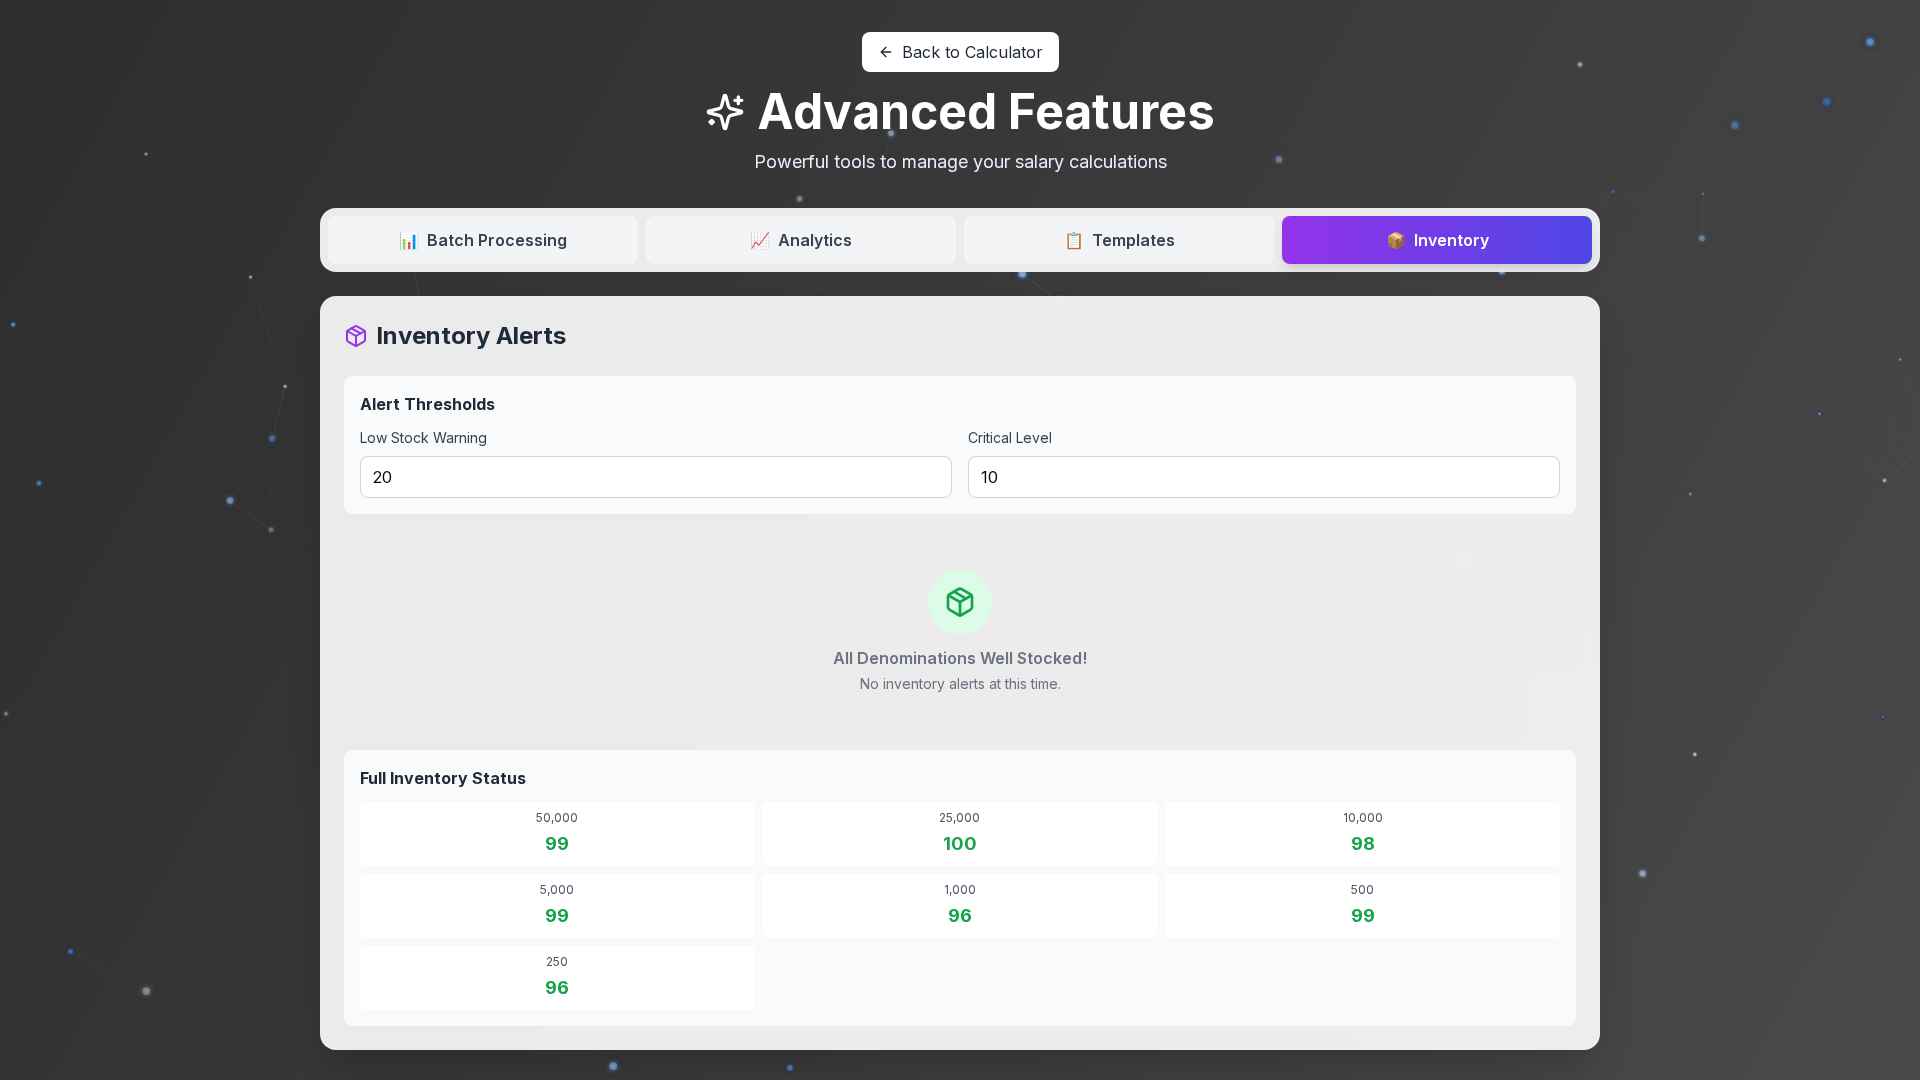 Back to Calculator
Advanced Features
Powerful tools to manage your salary calculations
Batch Processing
Analytics
Templates
Inventory
Inventory Alerts
Alert Thresholds
Low Stock Warning
Critical Level
20
10
All Denominations Well Stocked!
No inventory alerts at this time.
Full Inventory Status
50,000
99
25,000
100
10,000
98
5,000
99
1,000
96
500
99
250
96